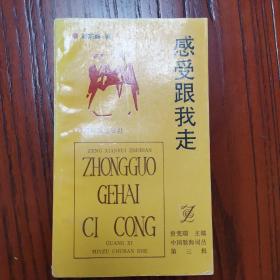 感受跟我走
ZENG XIANRUI ZHUBIAN
ZHONGGUO
GEHAI
CI CONG
GUANG XI
MINZU CHUBAN SHE
曾宪瑞 主编
中国歌海词丛
第三辑